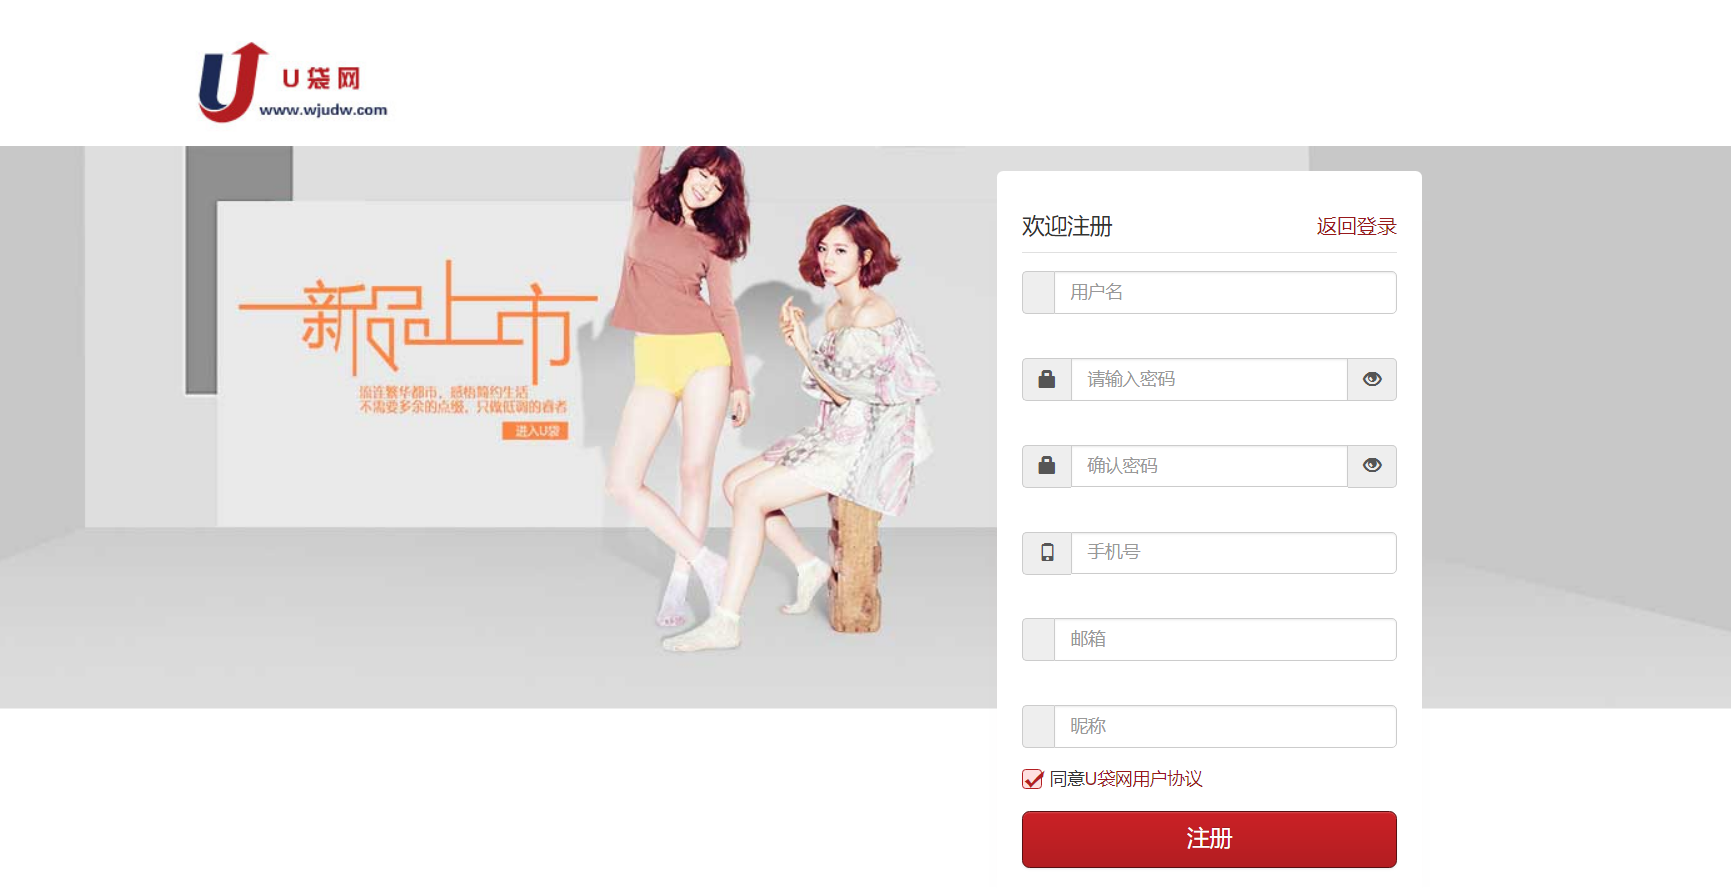 U袋网
www.wjudw.com
新品上市
流连繁华都市，感悟简约生活
不需要多余的点缀，只做低调的睿者
进入U袋
欢迎注册
返回登录
用户名
请输入密码
确认密码
手机号
邮箱
昵称
同意U袋网用户协议
注册